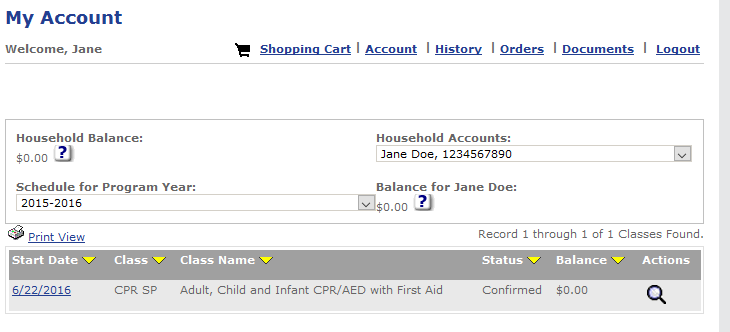 My Account
Welcome, Jane
Shopping Cart | Account | History | Orders | Documents | Logout
Household Balance:
$0.00 ?
Household Accounts:
Jane Doe, 1234567890
Schedule for Program Year:
2015-2016
Balance for Jane Doe:
$0.00 ?
Print View
Record 1 through 1 of 1 Classes Found.
Start Date Class Class Name Status Balance Actions
6/22/2016 CPR SP Adult, Child and Infant CPR/AED with First Aid Confirmed $0.00